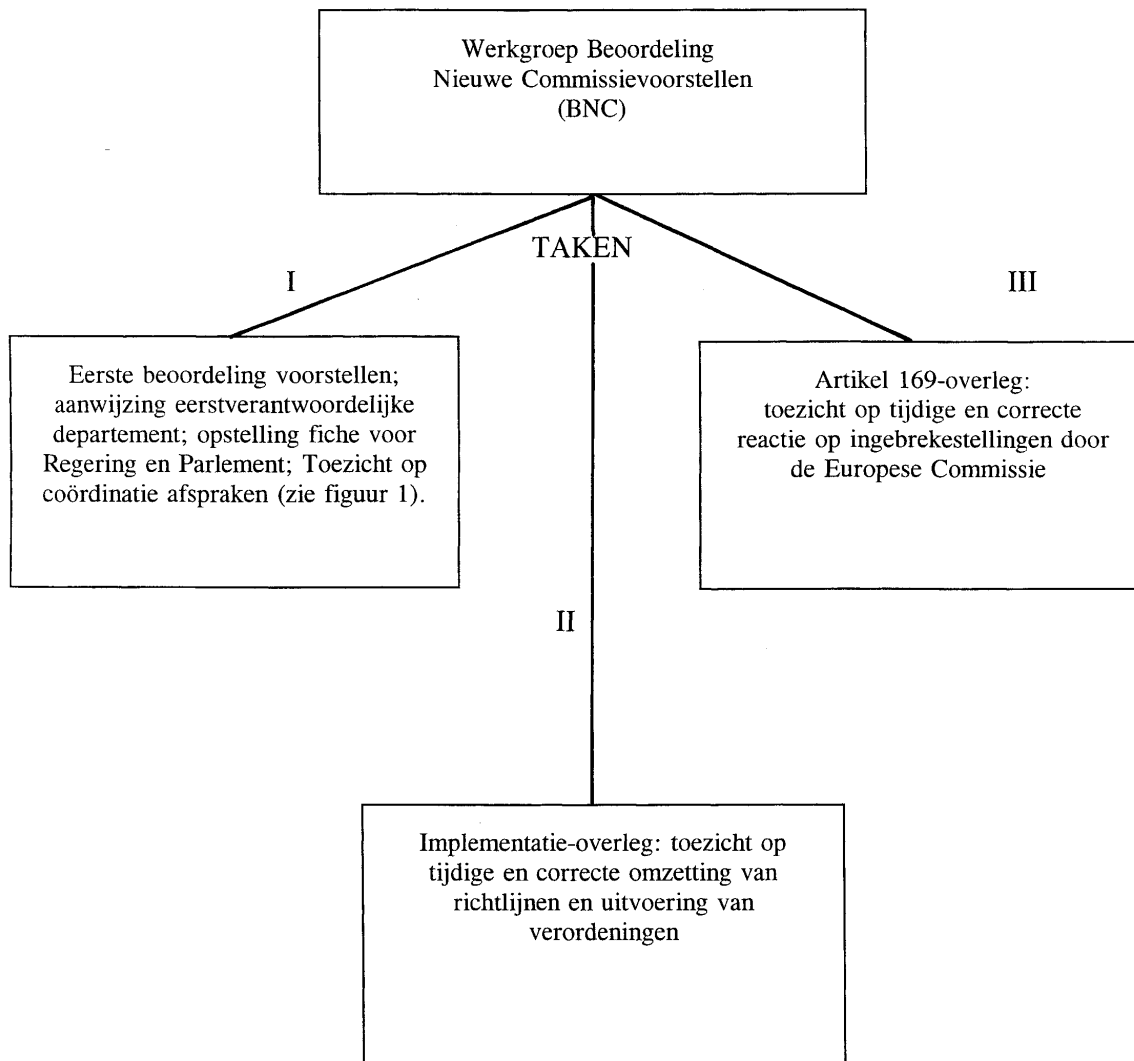 Werkgroep Beoordeling
Nieuwe Commissievoorstellen
(BNC)
TAKEN
I
III
Eerste beoordeling voorstellen;
aanwijzing eerstverantwoordelijke
departement; opstelling fiche voor
Regering en Parlement; Toezicht op
coördinatie afspraken (zie figuur 1).
Artikel 169-overleg:
toezicht op tijdige en correcte
reactie op ingebrekestellingen door
de Europese Commissie
II
Implementatie-overleg: toezicht op
tijdige en correcte omzetting van
richtlijnen en uitvoering van
verordeningen